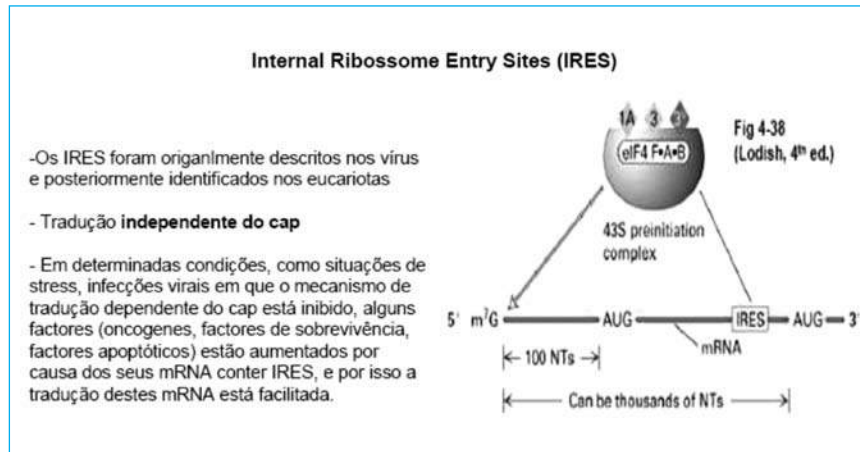 Internal Ribossome Entry Sites (IRES)
-Os IRES foram origanlmente descritos nos vírus
e posteriormente identificados nos eucariotas
- Tradução independente do cap
- Em determinadas condições, como situações de
stress, infecções virais em que o mecanismo de
tradução dependente do cap está inibido, alguns
factores (oncogenes, factores de sobrevivência,
factores apoptóticos) estão aumentados por
causa dos seus mRNA conter IRES, e por isso a
tradução destes mRNA está facilitada.
1A 3
eIF4 F•A•B
Fig 4-38
(Lodish, 4th ed.)
43S preinitiation
complex
5' m⁷G AUG IRES AUG 3'
mRNA
100 NTs
Can be thousands of NTs